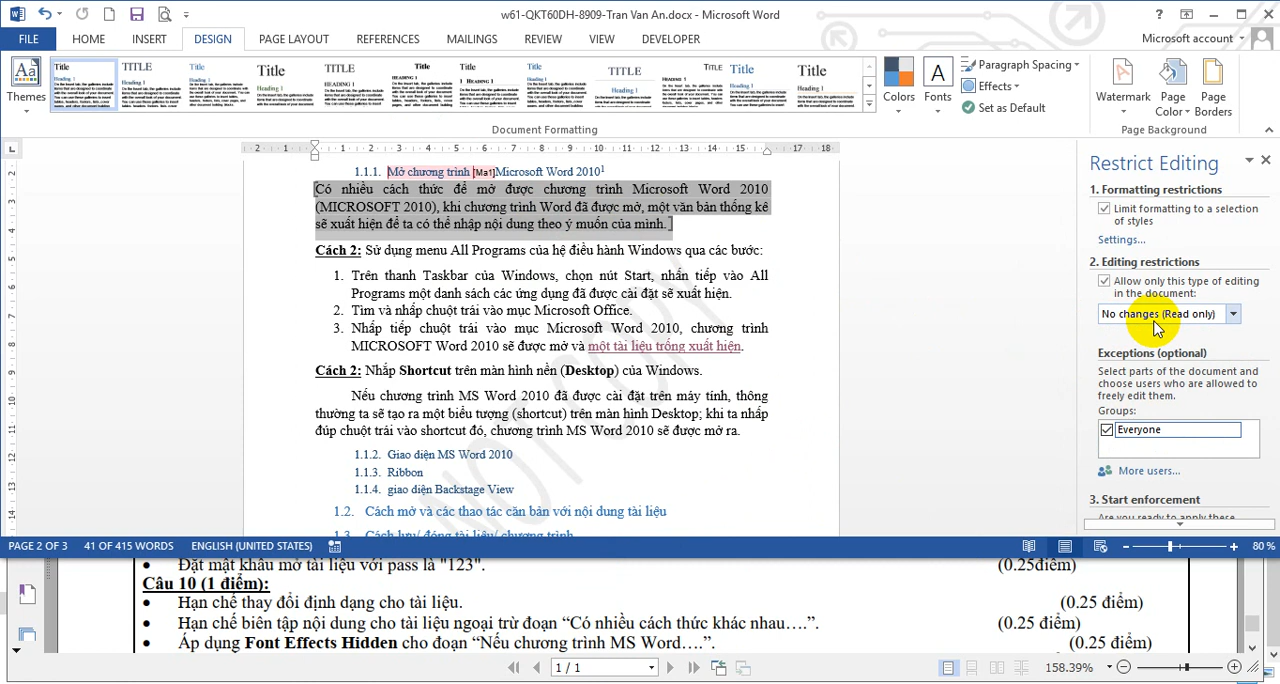 w61-QKT60DH-8909-Tran Van An.docx - Microsoft Word
FILE HOME INSERT DESIGN PAGE LAYOUT REFERENCES MAILINGS REVIEW VIEW DEVELOPER Microsoft account
Themes
Colors
Fonts
Paragraph Spacing
Effects
Set as Default
Watermark
Page Color
Page Borders
Document Formatting
Page Background
1.1.1. Mở chương trình [Ma1]Microsoft Word 2010¹
Có nhiều cách thức để mở được chương trình Microsoft Word 2010
(MICROSOFT 2010), khi chương trình Word đã được mở, một văn bản thống kê
sẽ xuất hiện để ta có thể nhập nội dung theo ý muốn của mình.
Cách 2: Sử dụng menu All Programs của hệ điều hành Windows qua các bước:
1. Trên thanh Taskbar của Windows, chọn nút Start, nhấn tiếp vào All
Programs một danh sách các ứng dụng đã được cài đặt sẽ xuất hiện.
2. Tìm và nhấp chuột trái vào mục Microsoft Office.
3. Nhấp tiếp chuột trái vào mục Microsoft Word 2010, chương trình
MICROSOFT Word 2010 sẽ được mở và một tài liệu trống xuất hiện.
Cách 2: Nhắp Shortcut trên màn hình nền (Desktop) của Windows.
Nếu chương trình MS Word 2010 đã được cài đặt trên máy tính, thông
thường ta sẽ tạo ra một biểu tượng (shortcut) trên màn hình Desktop; khi ta nhấp
đúp chuột trái vào shortcut đó, chương trình MS Word 2010 sẽ được mở ra.
1.1.2. Giao diện MS Word 2010
1.1.3. Ribbon
1.1.4. giao diện Backstage View
1.2. Cách mở và các thao tác căn bản với nội dung tài liệu
1.3. Cách lưu/ đóng tài liệu/ chương trình
NOT COPY
Restrict Editing
1. Formatting restrictions
Limit formatting to a selection
of styles
Settings...
2. Editing restrictions
Allow only this type of editing
in the document:
No changes (Read only)
Exceptions (optional)
Select parts of the document and
choose users who are allowed to
freely edit them.
Groups:
Everyone
More users...
3. Start enforcement
Are you ready to apply these
PAGE 2 OF 3 41 OF 415 WORDS ENGLISH (UNITED STATES) 80 %
Đặt mật khẩu mở tài liệu với pass là "123". (0.25điểm)
Câu 10 (1 điểm):
• Hạn chế thay đổi định dạng cho tài liệu. (0.25 điểm)
• Hạn chế biên tập nội dung cho tài liệu ngoại trừ đoạn “Có nhiều cách thức khác nhau….”. (0.25 điểm)
• Áp dụng Font Effects Hidden cho đoạn “Nếu chương trình MS Word….”. (0.25 điểm)
1 / 1 158.39%